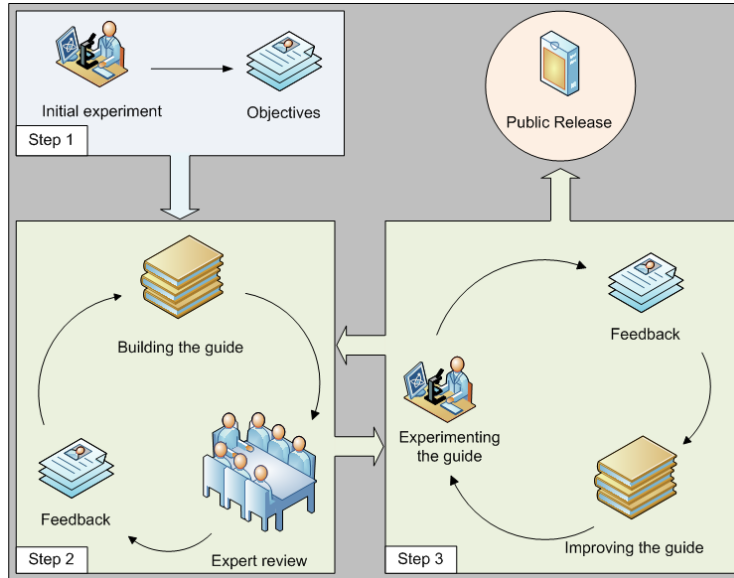 Initial experiment
Objectives
Step 1
Public Release
Building the guide
Feedback
Expert review
Step 2
Feedback
Experimenting
the guide
Improving the guide
Step 3